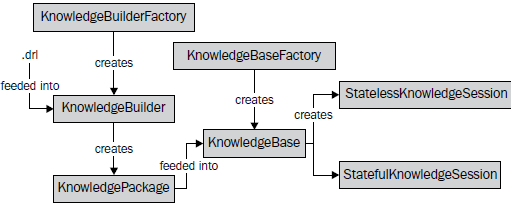 KnowledgeBuilderFactory
.drl
creates
KnowledgeBaseFactory
feeded into
creates
StatelessKnowledgeSession
KnowledgeBuilder
creates
creates
KnowledgeBase
feeded into
StatefulKnowledgeSession
KnowledgePackage